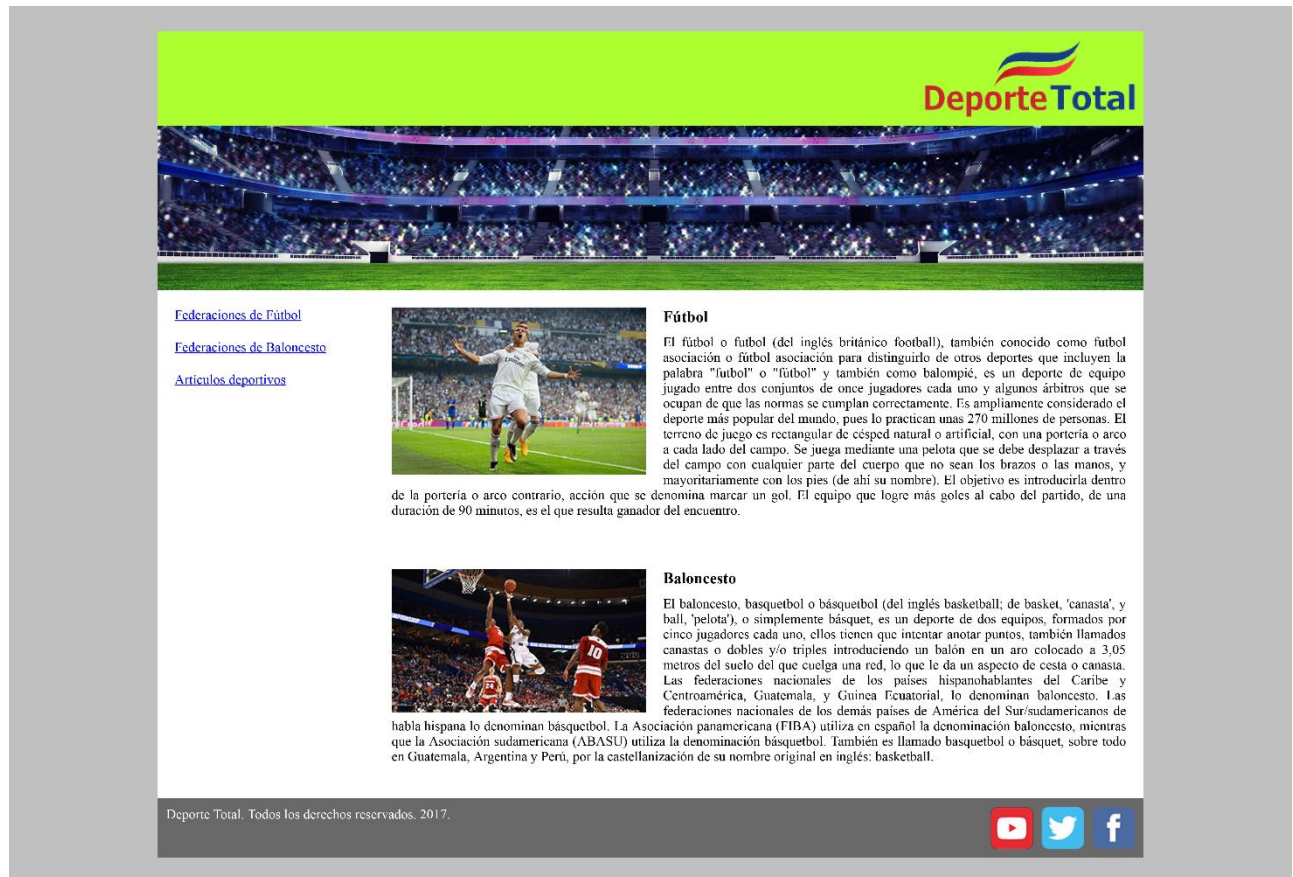 Deporte Total
Federaciones de Fútbol
Federaciones de Baloncesto
Artículos deportivos
Fútbol
El fútbol o futbol (del inglés británico football), también conocido como futbol
asociación o fútbol asociación para distinguirlo de otros deportes que incluyen la
palabra "futbol" o "fútbol" y también como balompié, es un deporte de equipo
jugado entre dos conjuntos de once jugadores cada uno y algunos árbitros que se
ocupan de que las normas se cumplan correctamente. Es ampliamente considerado el
deporte más popular del mundo, pues lo practican unas 270 millones de personas. El
terreno de juego es rectangular de césped natural o artificial, con una portería o arco
a cada lado del campo. Se juega mediante una pelota que se debe desplazar a través
del campo con cualquier parte del cuerpo que no sean los brazos o las manos, y
mayoritariamente con los pies (de ahí su nombre). El objetivo es introducirla dentro
de la portería o arco contrario, acción que se denomina marcar un gol. El equipo que logre más goles al cabo del partido, de una
duración de 90 minutos, es el que resulta ganador del encuentro.
Baloncesto
El baloncesto, basquetbol o básquetbol (del inglés basketball; de basket, 'canasta', y
ball, 'pelota'), o simplemente básquet, es un deporte de dos equipos, formados por
cinco jugadores cada uno, ellos tienen que intentar anotar puntos, también llamados
canastas o dobles y/o triples introduciendo un balón en un aro colocado a 3,05
metros del suelo del que cuelga una red, lo que le da un aspecto de cesta o canasta.
Las federaciones nacionales de los países hispanohablantes del Caribe y
Centroamérica, Guatemala, y Guinea Ecuatorial, lo denominan baloncesto. Las
federaciones nacionales de los demás países de América del Sur/sudamericanos de
habla hispana lo denominan básquetbol. La Asociación panamericana (FIBA) utiliza en español la denominación baloncesto, mientras
que la Asociación sudamericana (ABASU) utiliza la denominación básquetbol. También es llamado basquetbol o básquet, sobre todo
en Guatemala, Argentina y Perú, por la castellanización de su nombre original en inglés: basketball.
Deporte Total. Todos los derechos reservados. 2017.